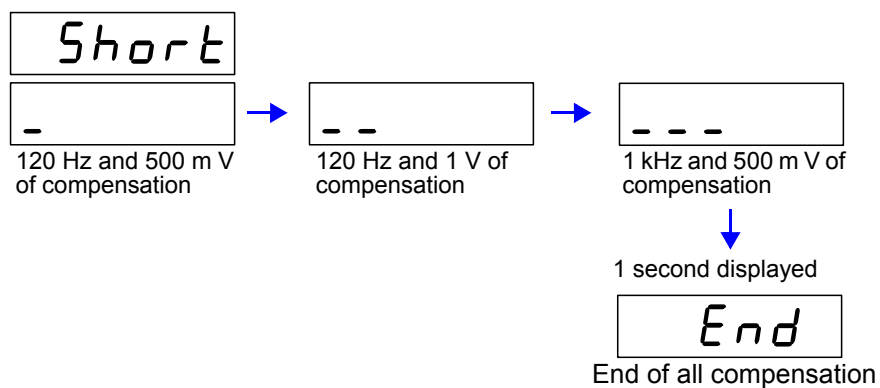 Short
120 Hz and 500 m V
of compensation
120 Hz and 1 V of
compensation
1 kHz and 500 m V of
compensation
1 second displayed
End
End of all compensation